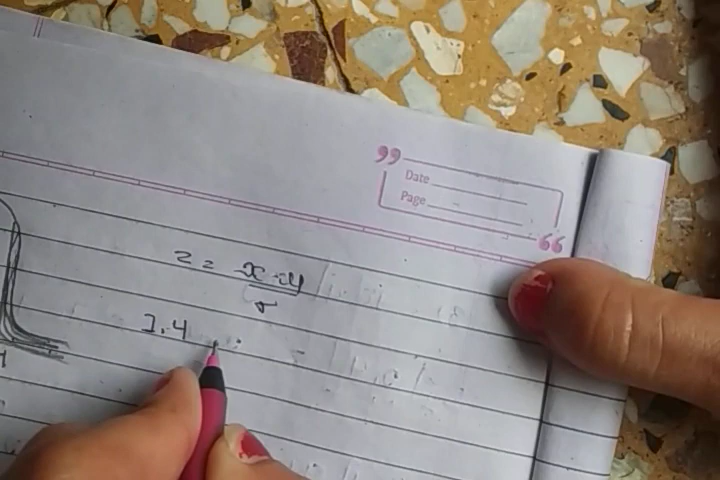 Date
Page
z = x - μ
σ
1.4